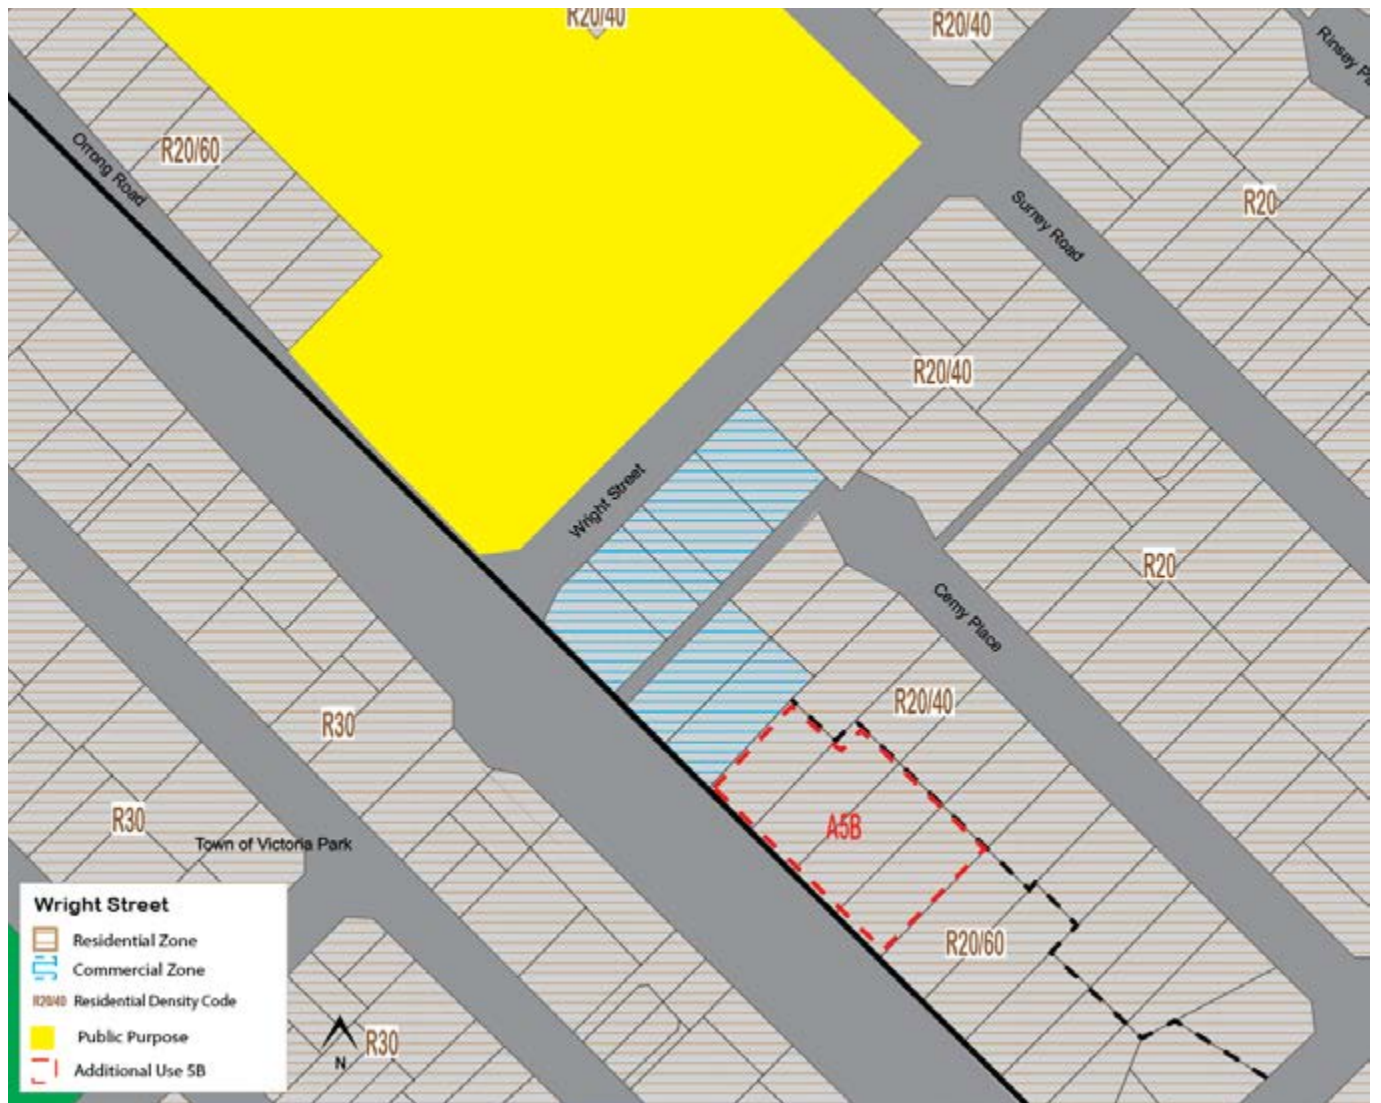 R20/40
R20/40
Rinsey
Orrong Road
R20/60
R20
Surrey Road
R20/40
Wright Street
R20
Cemy Place
R20/40
R30
R30
A5B
Town of Victoria Park
R20/60
Wright Street
Residential Zone
Commercial Zone
R20/40 Residential Density Code
Public Purpose
Additional Use 5B
N
R30